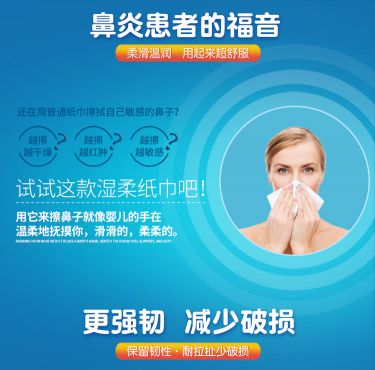 鼻炎患者的福音
柔滑温润 用起来超舒服
还在用普通纸巾擦拭自己敏感的鼻子?
越擦
越干燥
越擦
越红肿
越擦
越敏感
试试这款湿柔纸巾吧!
用它来擦鼻子就像婴儿的手在
温柔地抚摸你，滑滑的，柔柔的。
更强韧 减少破损
保留韧性·耐拉扯少破损